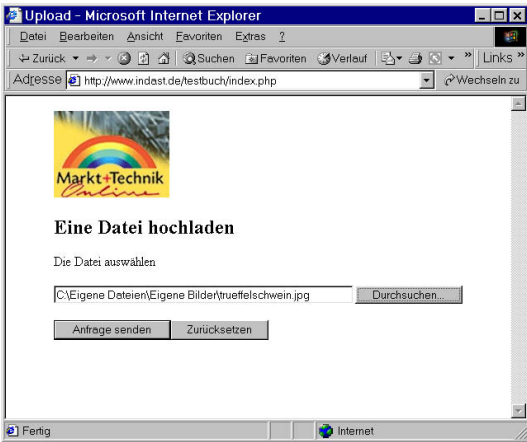 Upload - Microsoft Internet Explorer
Datei Bearbeiten Ansicht Favoriten Extras ?
Zurück Suchen Favoriten Verlauf » Links »
Adresse http://www.indast.de/testbuch/index.php Wechseln zu
Markt+Technik
Online
Eine Datei hochladen
Die Datei auswählen
C:\Eigene Dateien\Eigene Bilder\trueffelschwein.jpg Durchsuchen...
Anfrage senden Zurücksetzen
Fertig Internet